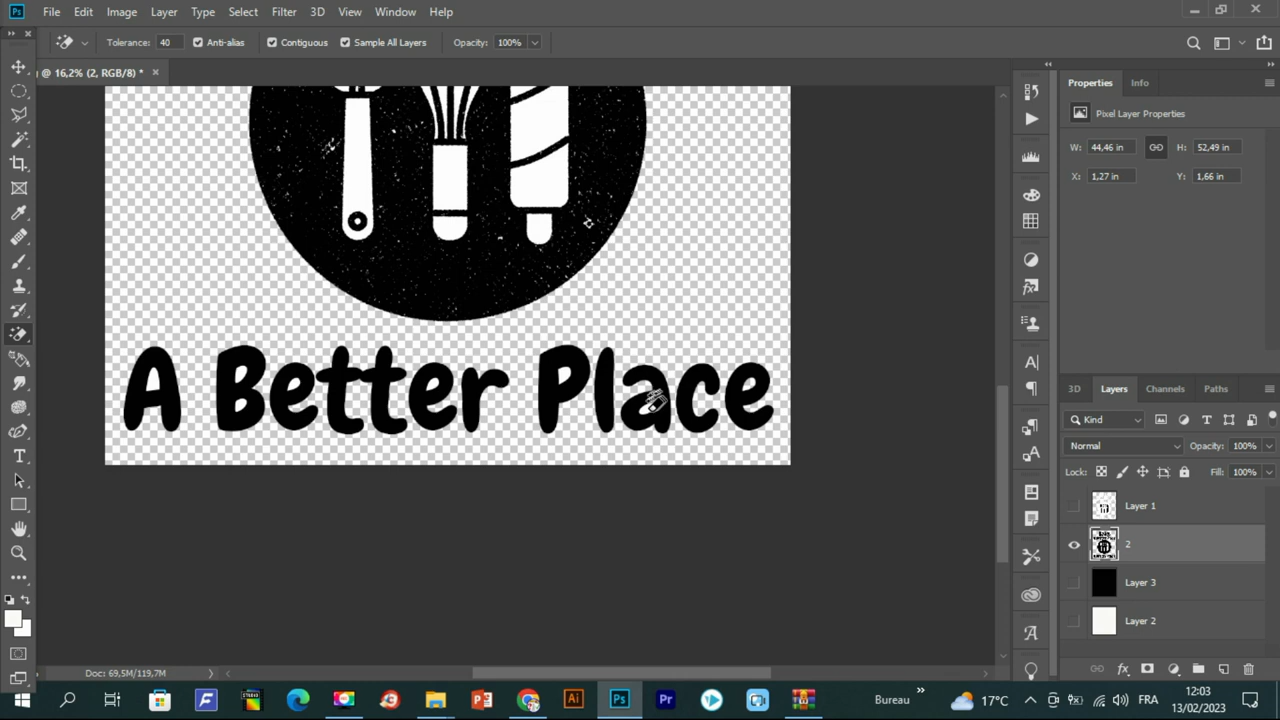 Ps File Edit Image Layer Type Select Filter 3D View Window Help
Tolerance: 40 Anti-alias Contiguous Sample All Layers Opacity: 100%
@ 16,2% (2, RGB/8) * ×
Properties Info
Pixel Layer Properties
W: 44,46 in H: 52,49 in
X: 1,27 in Y: 1,66 in
A Better Place
3D Layers Channels Paths
Kind
Normal Opacity: 100%
Lock: Fill: 100%
Layer 1
2
Layer 3
Layer 2
Doc: 69,5M/119,7M
Bureau » 17°C FRA 12:03
13/02/2023